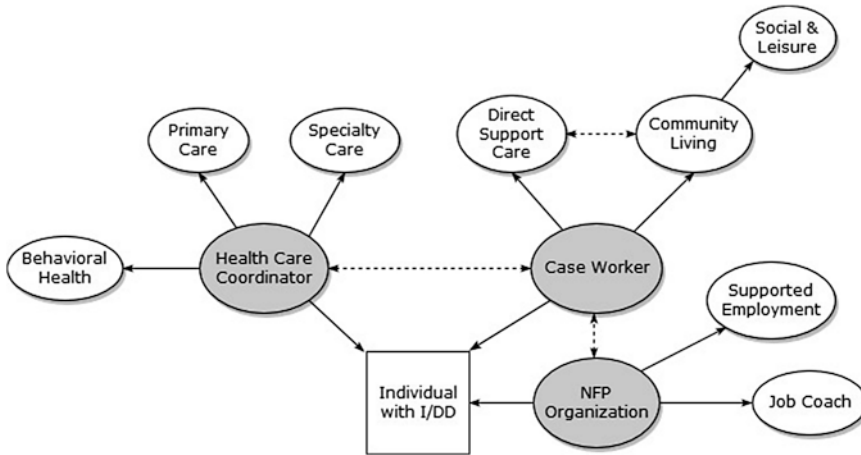 Social &
Leisure
Primary
Care
Specialty
Care
Direct
Support
Care
Community
Living
Behavioral
Health
Health Care
Coordinator
Case Worker
Supported
Employment
Individual
with I/DD
NFP
Organization
Job Coach